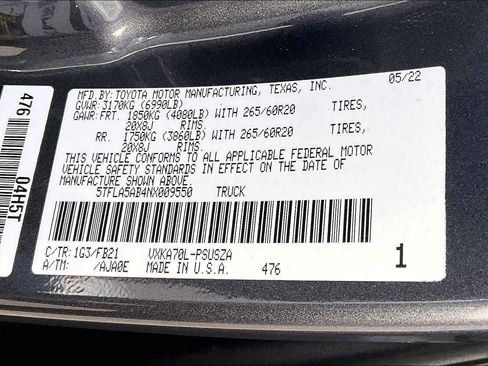 MFD.BY: TOYOTA MOTOR MANUFACTURING, TEXAS, INC. 05/22
GVWR: 3170KG (6990LB)
GAWR: FRT. 1850KG (4080LB) WITH 265/60R20 TIRES,
20X8J RIMS.
RR. 1750KG (3860LB) WITH 265/60R20 TIRES,
20X8J RIMS.
THIS VEHICLE CONFORMS TO ALL APPLICABLE FEDERAL MOTOR
VEHICLE SAFETY STANDARDS IN EFFECT ON THE DATE OF
MANUFACTURE SHOWN ABOVE.
5TFLA5AB4NX009550 TRUCK
C/TR: 1G3/FB21 VXKA70L-PSUSZA
A/TM: /AJA0E MADE IN U.S.A. 476 1
476 04H5T